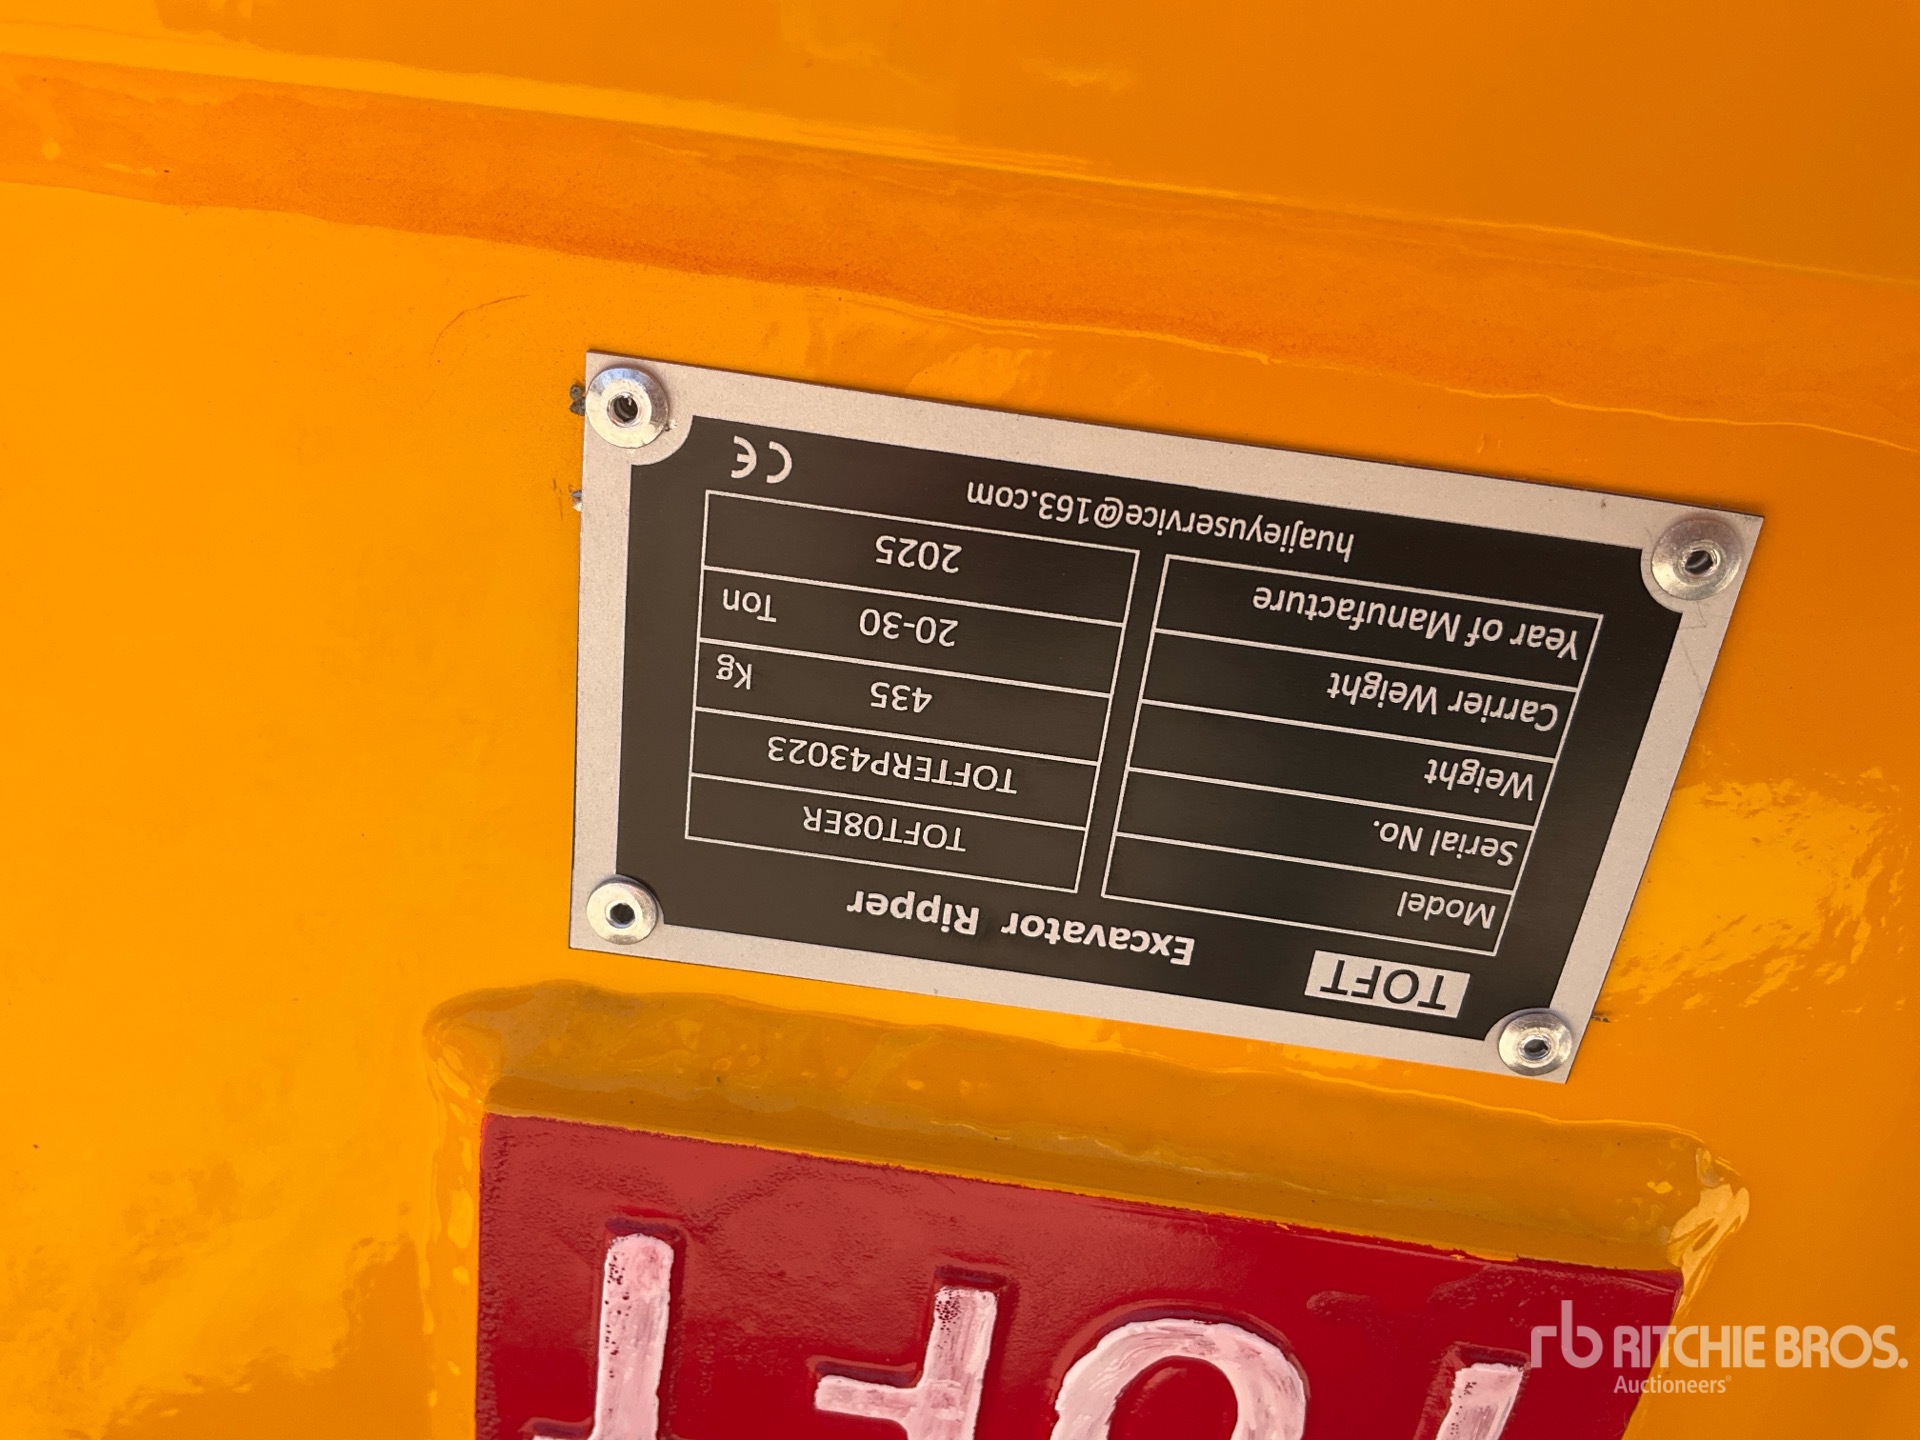 TOFT Excavator Ripper
Model TOFT08ER
Serial No. TOFTERP43023
Weight 435 Kg
Carrier Weight 20-30 Ton
Year of Manufacture 2025
huajieyuservice@163.com CE
TOFT
rb RITCHIE BROS.
Auctioneers